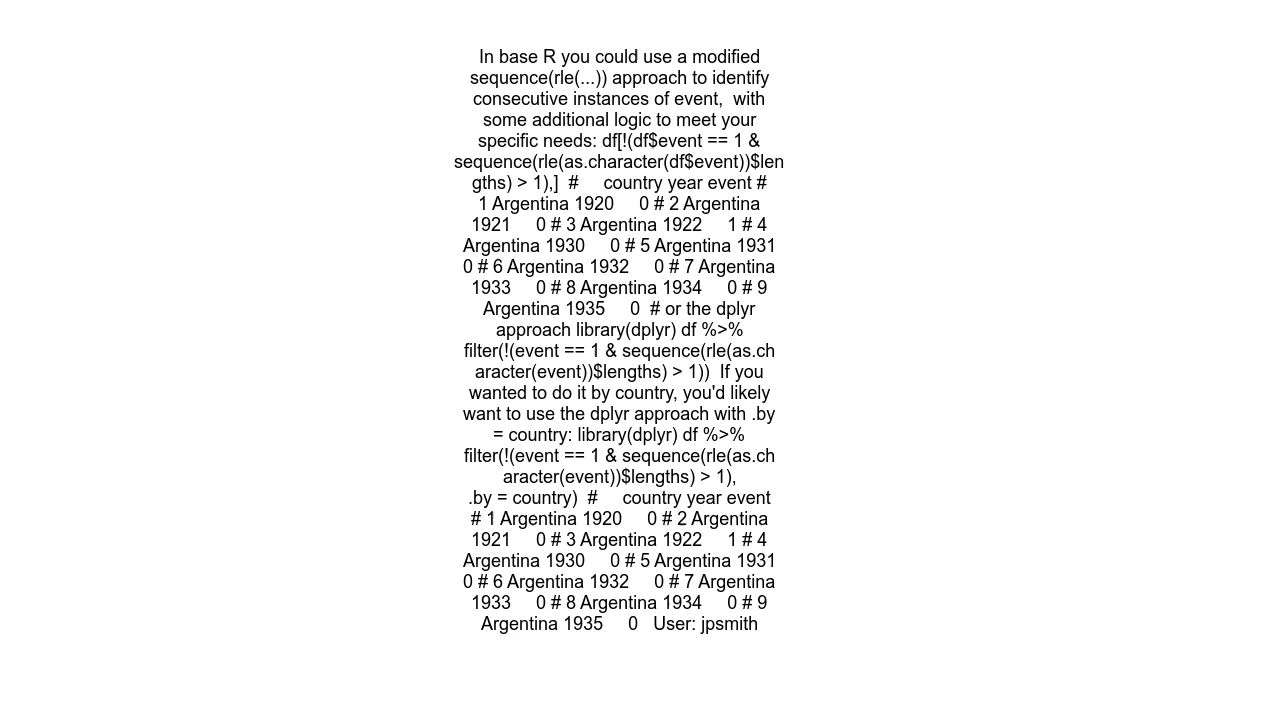 In base R you could use a modified
sequence(rle(...)) approach to identify
consecutive instances of event,  with
some additional logic to meet your
specific needs: df[!(df$event == 1 &
sequence(rle(as.character(df$event))$len
gths) > 1),]  #     country year event #
1 Argentina 1920     0 # 2 Argentina
1921     0 # 3 Argentina 1922     1 # 4
Argentina 1930     0 # 5 Argentina 1931
0 # 6 Argentina 1932     0 # 7 Argentina
1933     0 # 8 Argentina 1934     0 # 9
Argentina 1935     0  # or the dplyr
approach library(dplyr) df %>%
filter(!(event == 1 & sequence(rle(as.ch
aracter(event))$lengths) > 1))  If you
wanted to do it by country, you'd likely
want to use the dplyr approach with .by
= country: library(dplyr) df %>%
filter(!(event == 1 & sequence(rle(as.ch
aracter(event))$lengths) > 1),
.by = country)  #     country year event
# 1 Argentina 1920     0 # 2 Argentina
1921     0 # 3 Argentina 1922     1 # 4
Argentina 1930     0 # 5 Argentina 1931
0 # 6 Argentina 1932     0 # 7 Argentina
1933     0 # 8 Argentina 1934     0 # 9
Argentina 1935     0   User: jpsmith